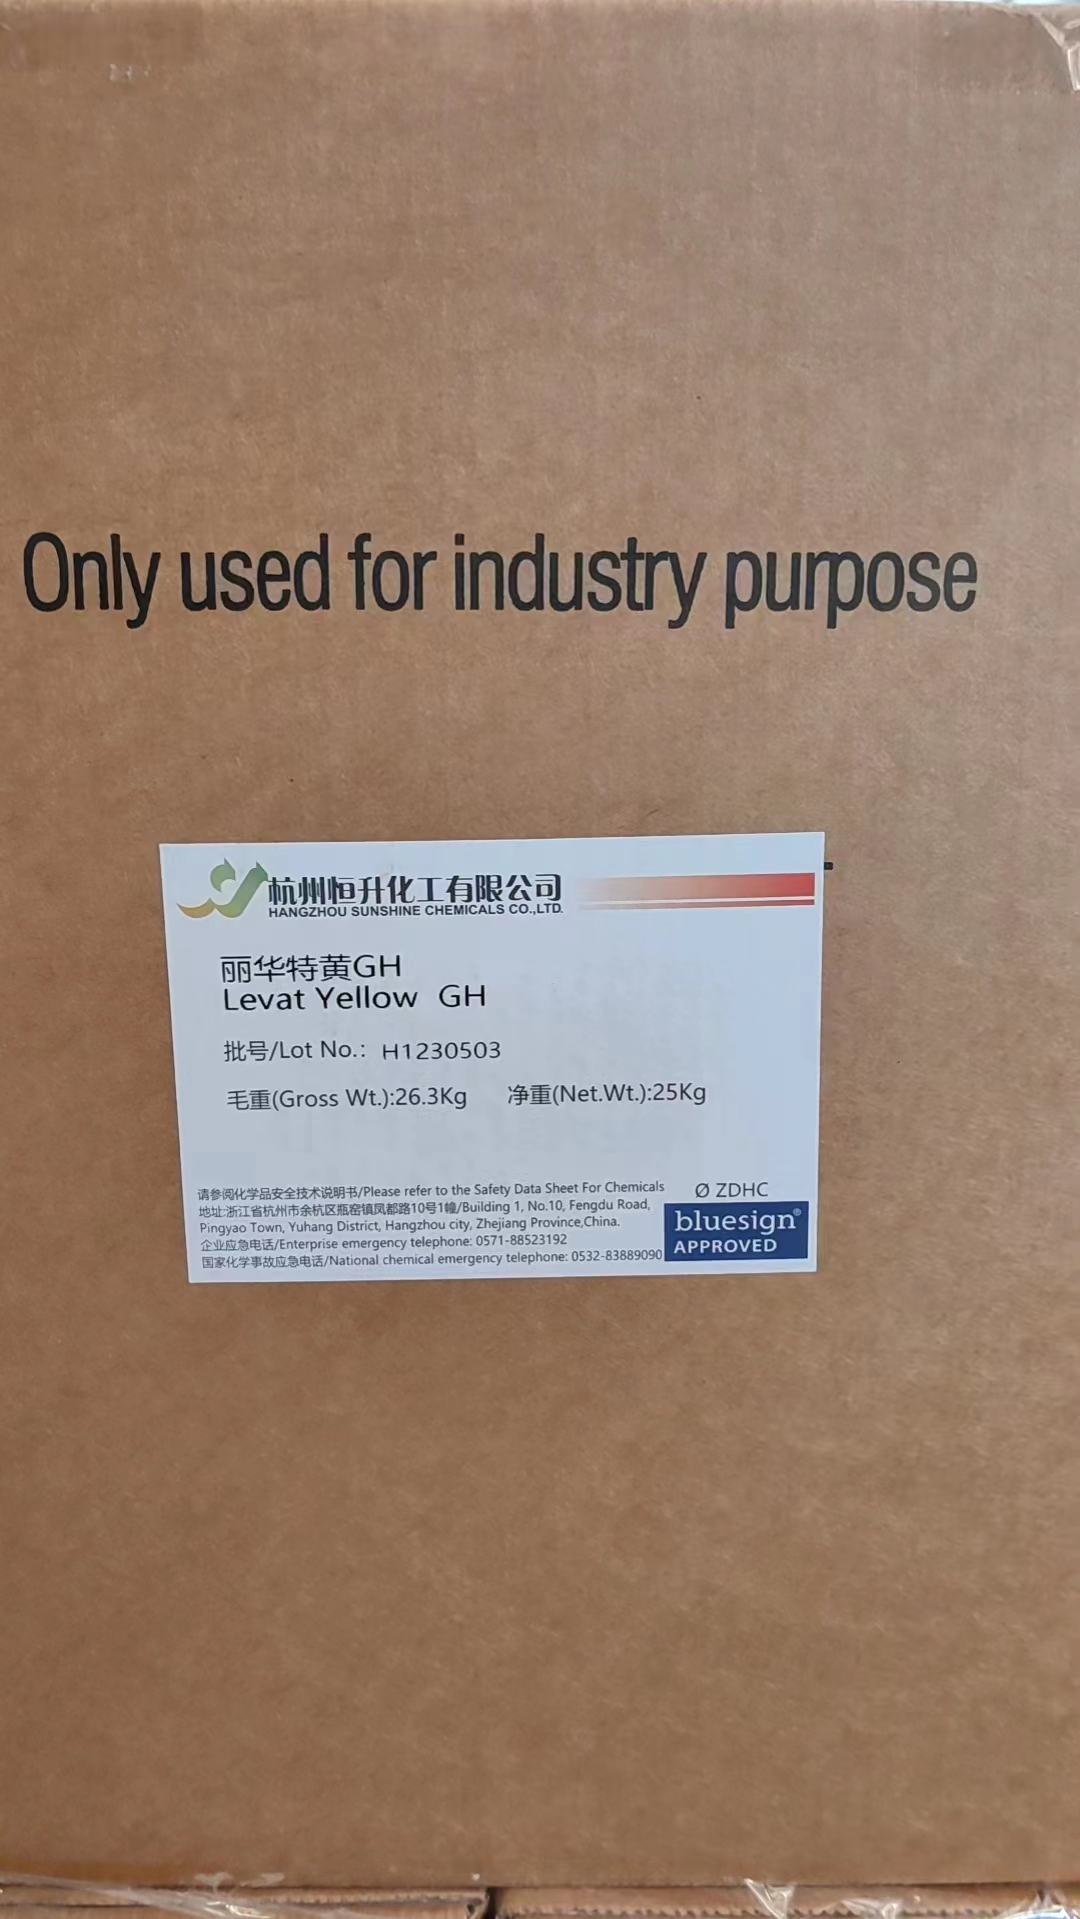 Only used for industry purpose
杭州恒升化工有限公司
HANGZHOU SUNSHINE CHEMICALS CO.,LTD.
丽华特黄GH
Levat Yellow GH
批号/Lot No.: H1230503
毛重(Gross Wt.):26.3Kg 净重(Net.Wt.):25Kg
请参阅化学品安全技术说明书/Please refer to the Safety Data Sheet For Chemicals
地址:浙江省杭州市余杭区瓶窑镇凤都路10号1幢/Building 1, No.10, Fengdu Road,
Pingyao Town, Yuhang District, Hangzhou city, Zhejiang Province,China.
企业应急电话/Enterprise emergency telephone: 0571-88523192
国家化学事故应急电话/National chemical emergency telephone: 0532-83889090
Ø ZDHC
bluesign®
APPROVED